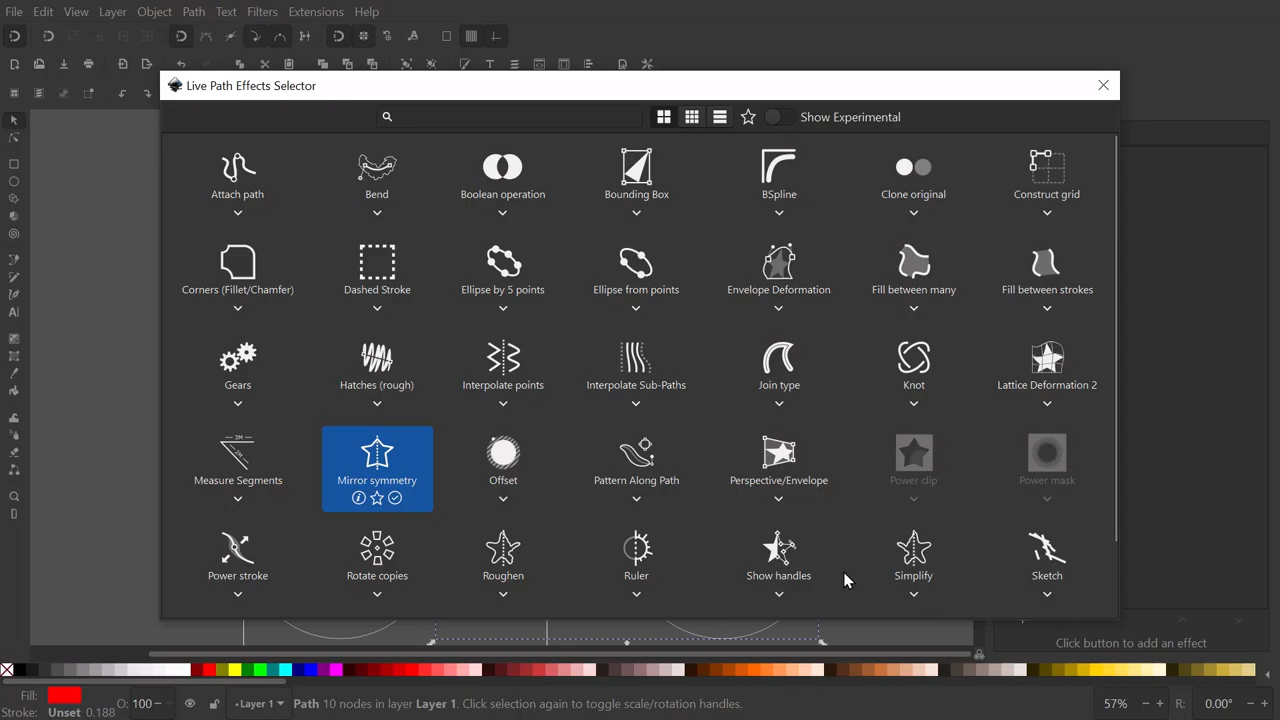 File Edit View Layer Object Path Text Filters Extensions Help
Live Path Effects Selector
Show Experimental
Attach path Bend Boolean operation Bounding Box BSpline Clone original Construct grid
Corners (Fillet/Chamfer) Dashed Stroke Ellipse by 5 points Ellipse from points Envelope Deformation Fill between many Fill between strokes
Gears Hatches (rough) Interpolate points Interpolate Sub-Paths Join type Knot Lattice Deformation 2
Measure Segments Mirror symmetry Offset Pattern Along Path Perspective/Envelope Power clip Power mask
Power stroke Rotate copies Roughen Ruler Show handles Simplify Sketch
Click button to add an effect
Fill: O: 100 Layer 1 Path 10 nodes in layer Layer 1. Click selection again to toggle scale/rotation handles. 57% R: 0.00°
Stroke: Unset 0.188